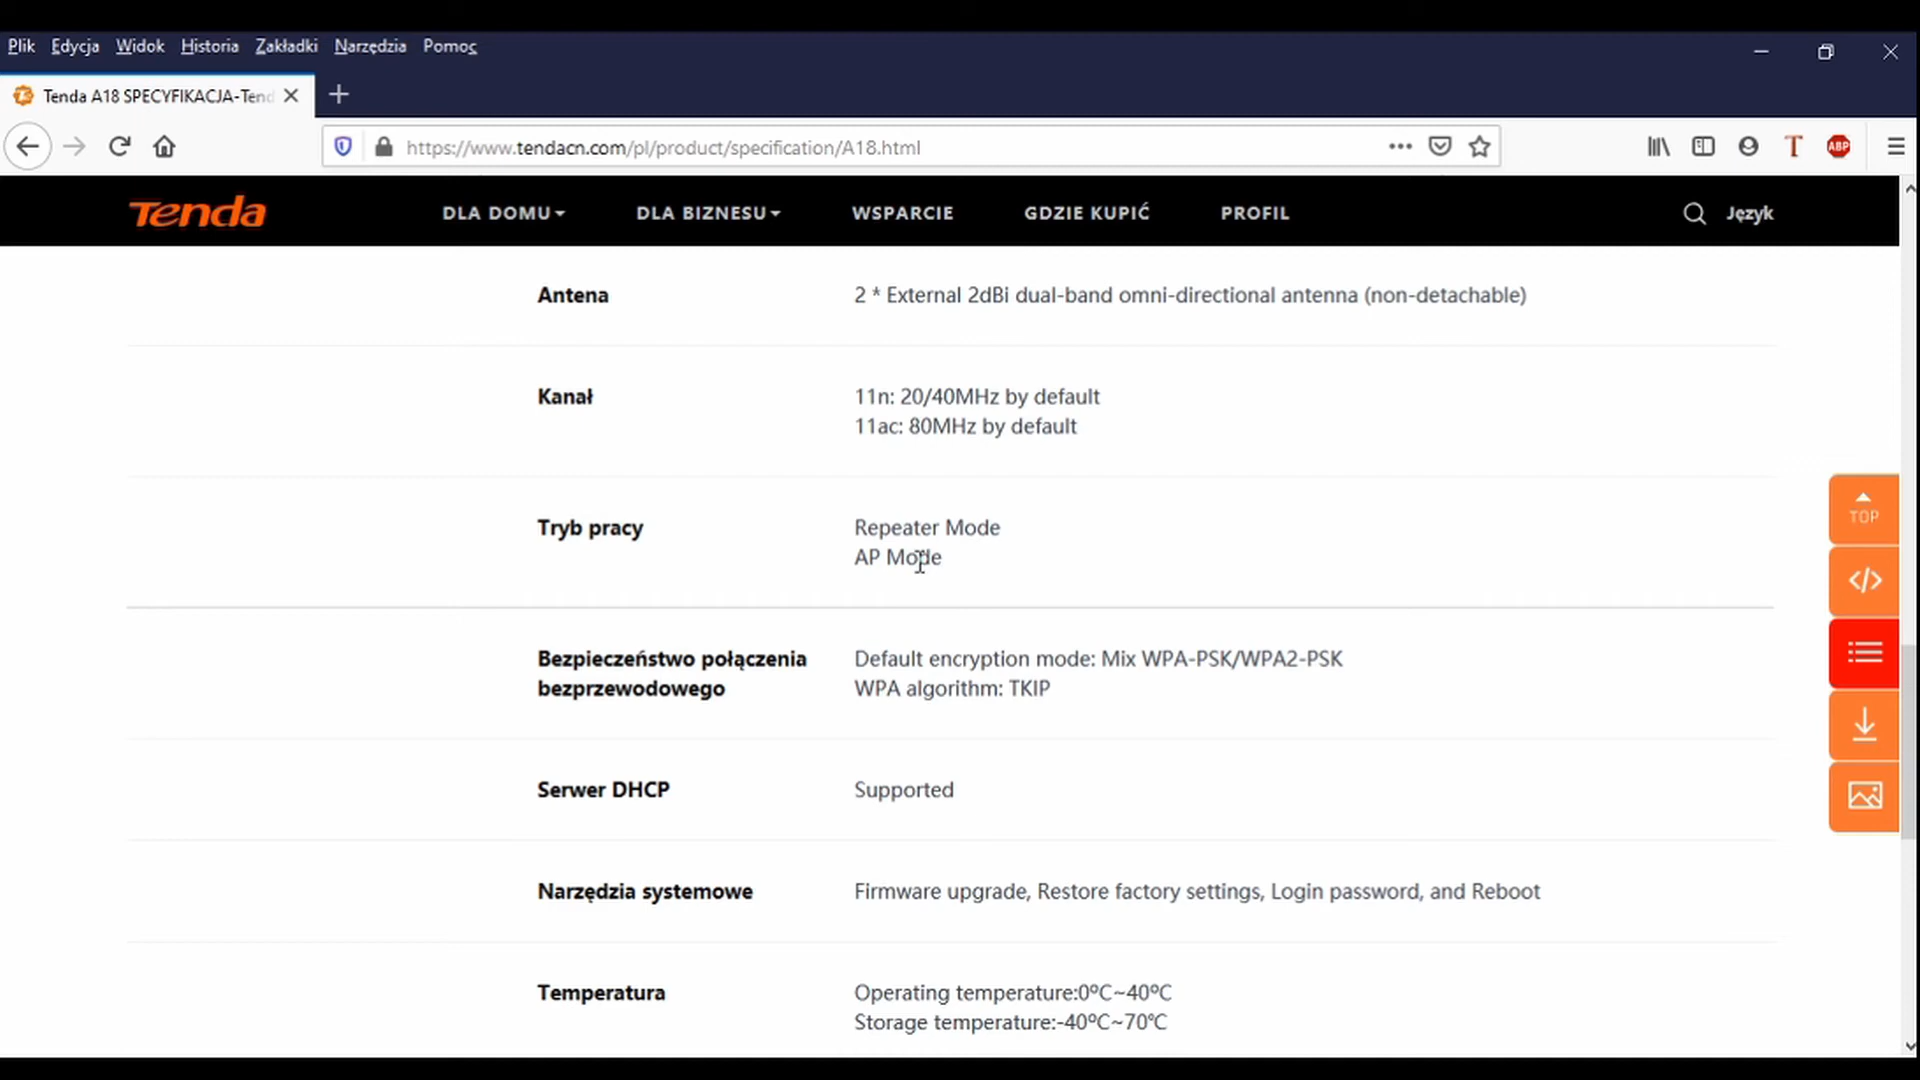 Plik Edycja Widok Historia Zakładki Narzędzia Pomoc
Tenda A18 SPECYFIKACJA-Tend
https://www.tendacn.com/pl/product/specification/A18.html
T ABP
Tenda DLA DOMU DLA BIZNESU WSPARCIE GDZIE KUPIĆ PROFIL Język
Antena 2 * External 2dBi dual-band omni-directional antenna (non-detachable)
Kanał 11n: 20/40MHz by default
11ac: 80MHz by default
TOP
Tryb pracy Repeater Mode
AP Mode
Bezpieczeństwo połączenia Default encryption mode: Mix WPA-PSK/WPA2-PSK
bezprzewodowego WPA algorithm: TKIP
Serwer DHCP Supported
Narzędzia systemowe Firmware upgrade, Restore factory settings, Login password, and Reboot
Temperatura Operating temperature:0ºC~40ºC
Storage temperature:-40ºC~70℃